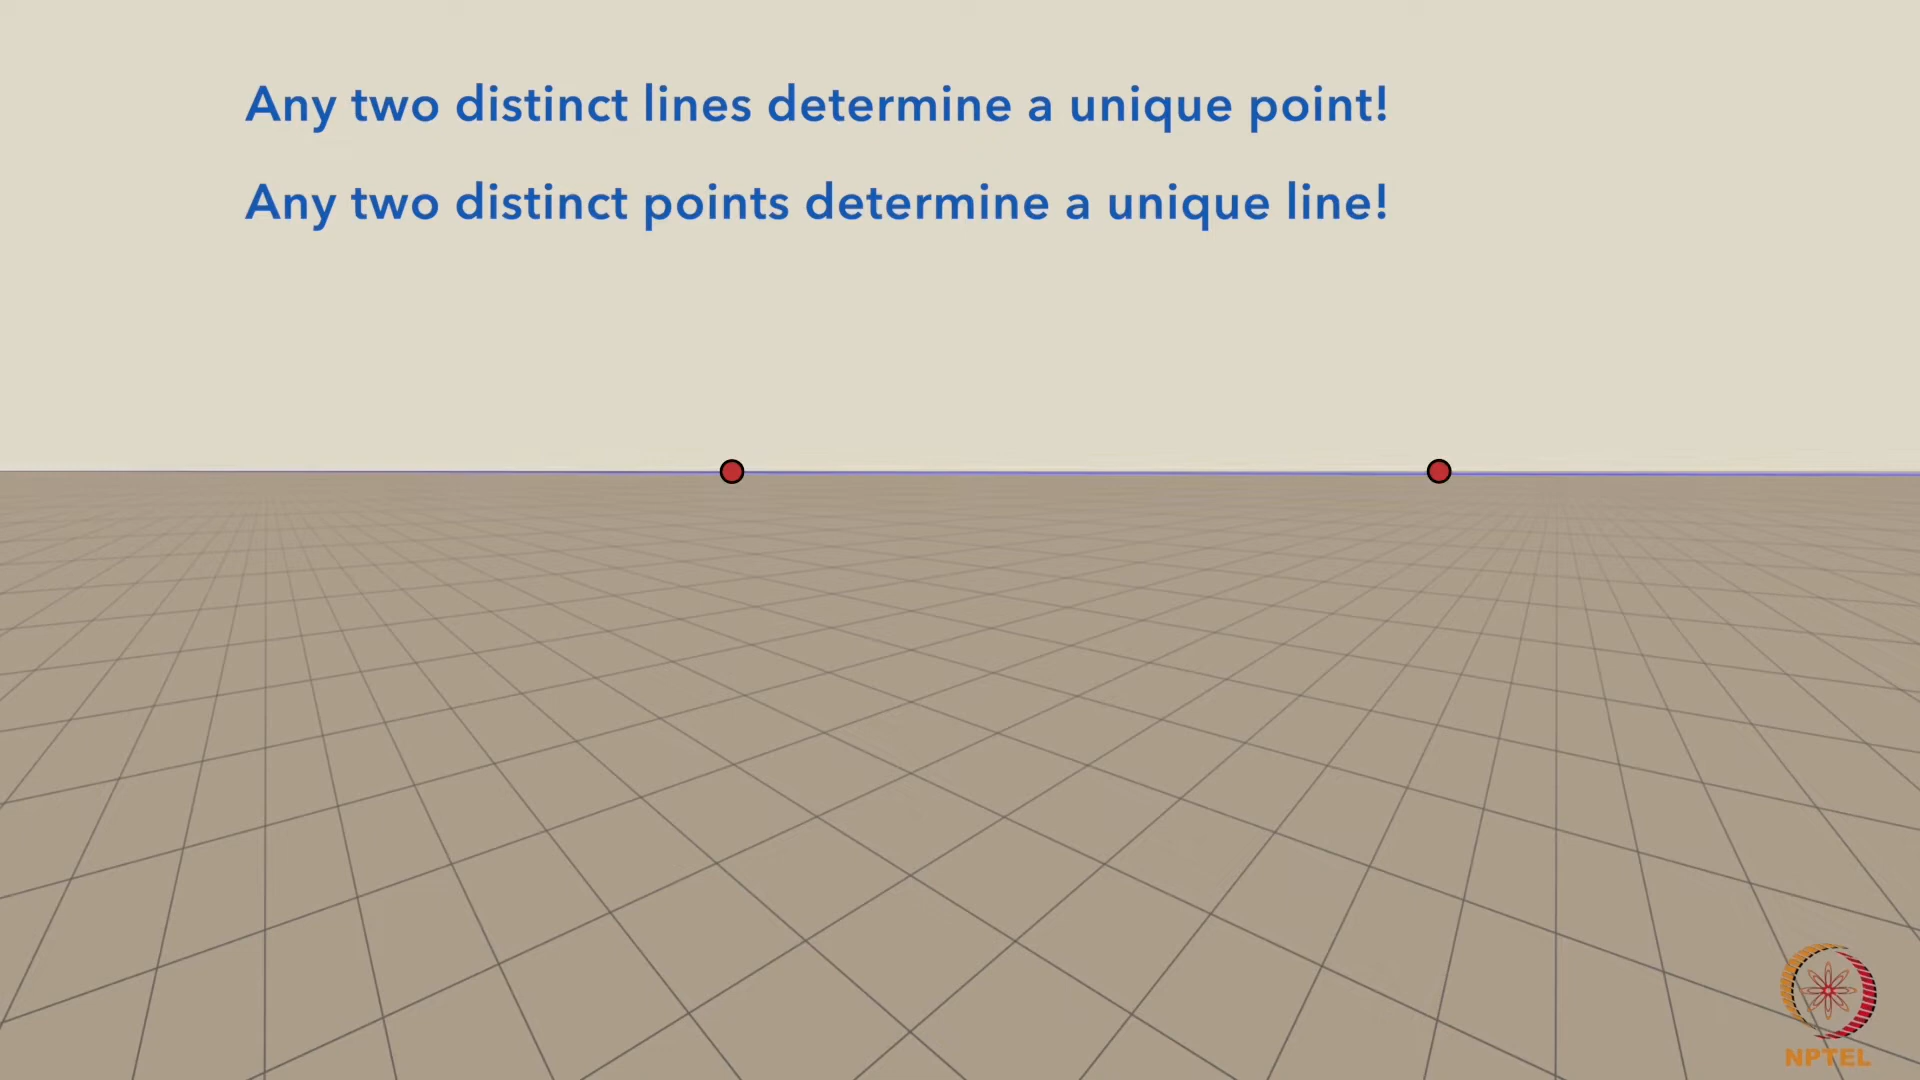 Any two distinct lines determine a unique point!
Any two distinct points determine a unique line!
NPTEL